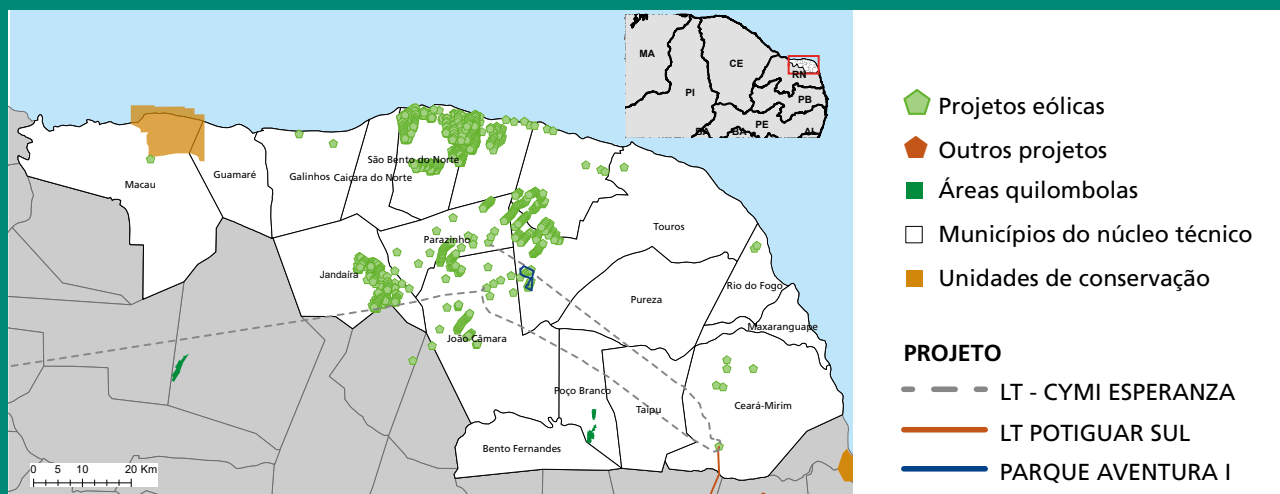 MA
CE
PI
RN
PB
PE
BA
BA
AL
Macau
Guamaré
Galinhos
Caiçara do Norte
São Bento do Norte
Touros
Parazinho
Jandaíra
Rio do Fogo
Pureza
Maxaranguape
João Câmara
Poço Branco
Taipu
Ceará-Mirim
Bento Fernandes
0 5 10 20 Km
Projetos eólicas
Outros projetos
Áreas quilombolas
Municípios do núcleo técnico
Unidades de conservação
PROJETO
LT - CYMI ESPERANZA
LT POTIGUAR SUL
PARQUE AVENTURA I